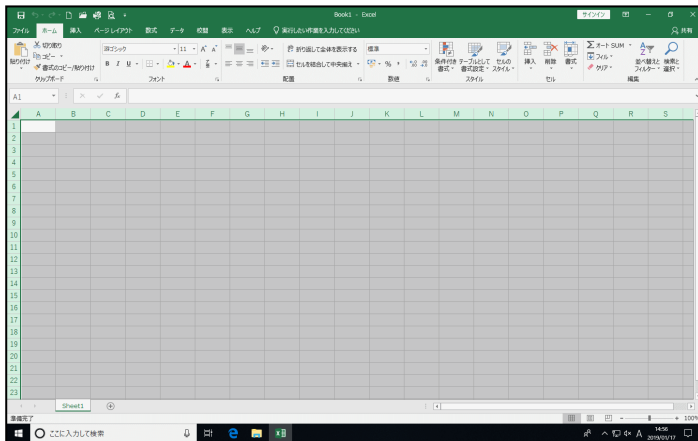 Book1 - Excel
サインイン
ファイル ホーム 挿入 ページレイアウト 数式 データ 校閲 表示 ヘルプ 実行したい作業を入力してください 共有
切り取り
コピー
書式のコピー/貼り付け
貼り付け
クリップボード
游ゴシック 11 A A
B I U A
フォント
折り返して全体を表示する
セルを結合して中央揃え
配置
標準
% ,
数値
条件付き書式 テーブルとして書式設定 セルのスタイル
スタイル
挿入 削除 書式
セル
Σ オート SUM
フィル
クリア
並べ替えとフィルター 検索と選択
編集
A1 fx
A B C D E F G H I J K L M N O P Q R S
1
2
3
4
5
6
7
8
9
10
11
12
13
14
15
16
17
18
19
20
21
22
23
Sheet1
準備完了 100%
ここに入力して検索
A 14:56
2019/01/17